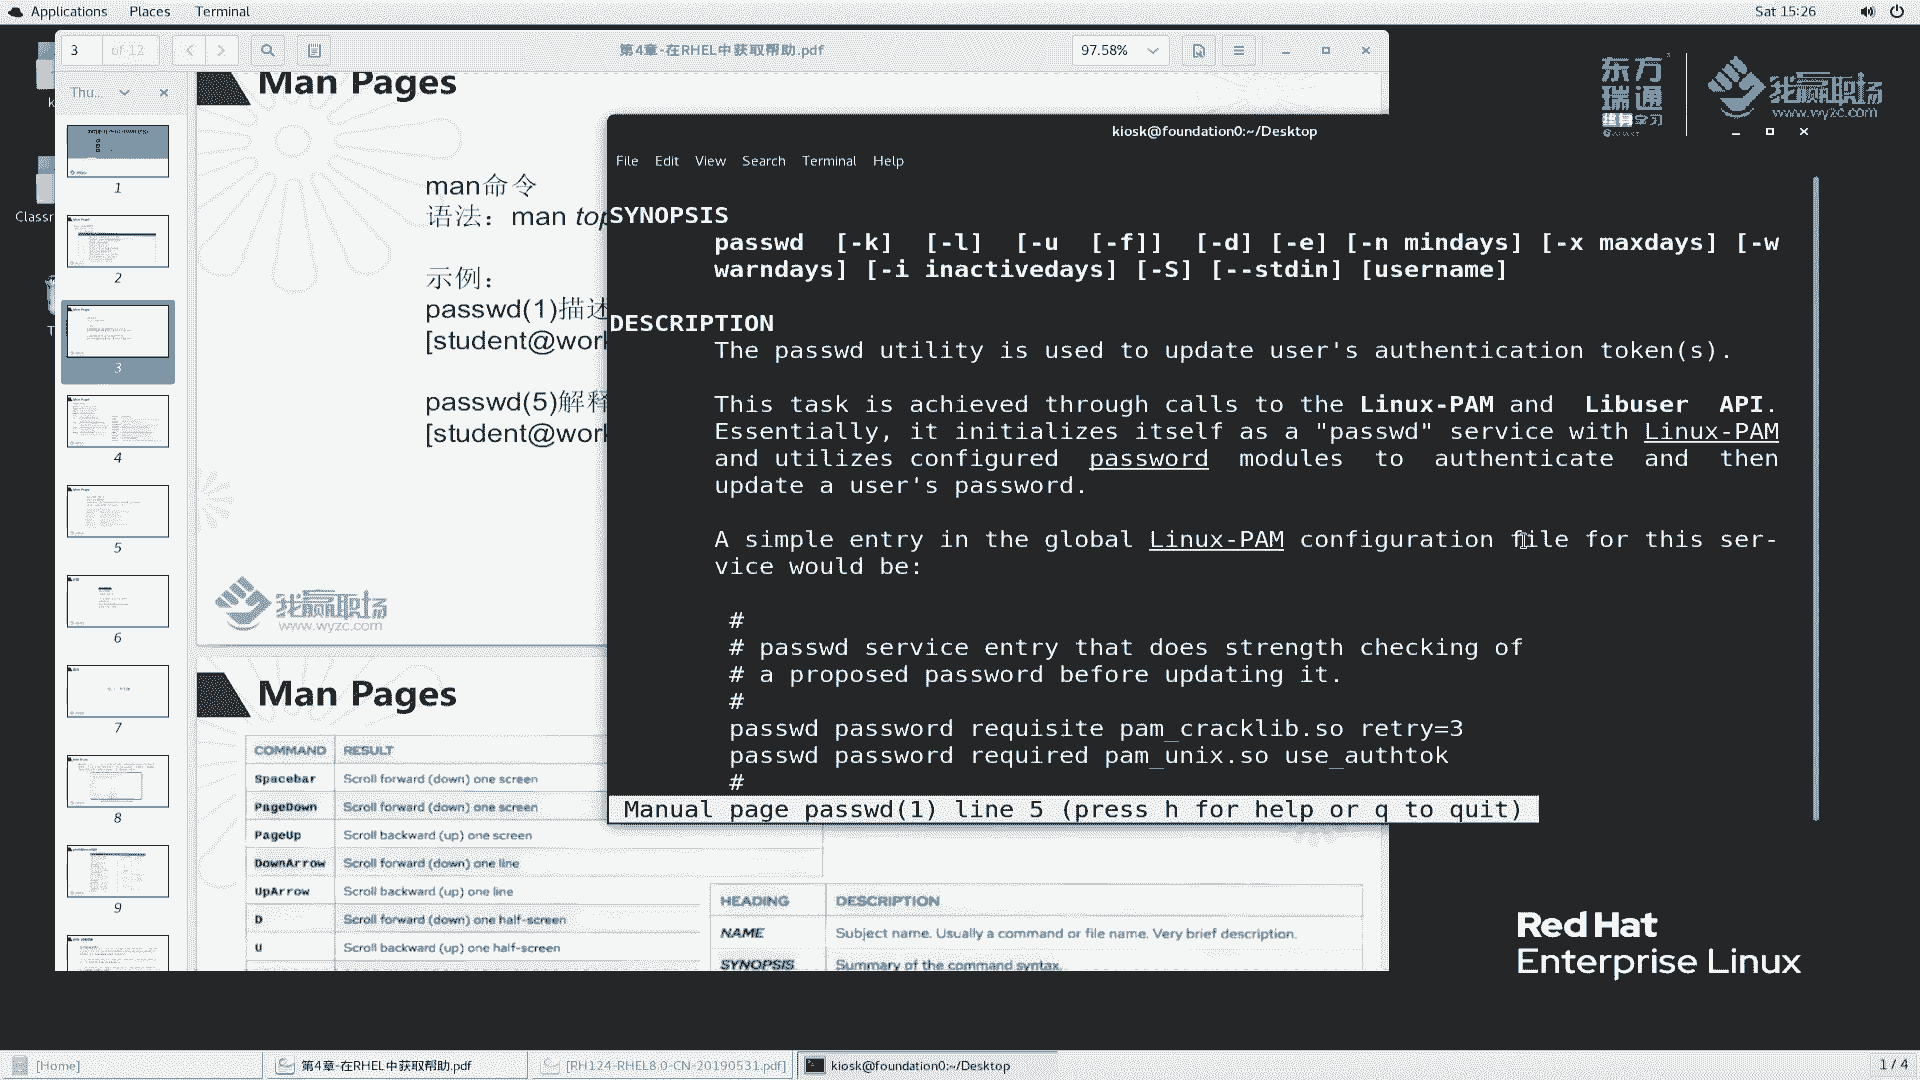 Applications Places Terminal
Sat 15:26
3 of 12
第4章-在RHEL中获取帮助.pdf
97.58%
Thu...
Man Pages
man命令
语法：man top
示例：
passwd(1)描述
[student@work
passwd(5)解释
[student@work
我赢职场
www.wyzc.com
1
2
3
4
5
6
7
8
9
Man Pages
COMMAND RESULT
Spacebar Scroll forward (down) one screen
PageDown Scroll forward (down) one screen
PageUp Scroll backward (up) one screen
DownArrow Scroll forward (down) one line
UpArrow Scroll backward (up) one line
D Scroll forward (down) one half-screen
U Scroll backward (up) one half-screen
HEADING DESCRIPTION
NAME Subject name. Usually a command or file name. Very brief description.
SYNOPSIS Summary of the command syntax.
东方瑞通
终身学习
我赢职场
www.wyzc.com
kiosk@foundation0:~/Desktop
File Edit View Search Terminal Help
SYNOPSIS
passwd [-k] [-l] [-u [-f]] [-d] [-e] [-n mindays] [-x maxdays] [-w
warndays] [-i inactivedays] [-S] [--stdin] [username]
DESCRIPTION
The passwd utility is used to update user's authentication token(s).
This task is achieved through calls to the Linux-PAM and Libuser API.
Essentially, it initializes itself as a "passwd" service with Linux-PAM
and utilizes configured password modules to authenticate and then
update a user's password.
A simple entry in the global Linux-PAM configuration file for this ser-
vice would be:
#
# passwd service entry that does strength checking of
# a proposed password before updating it.
#
passwd password requisite pam_cracklib.so retry=3
passwd password required pam_unix.so use_authtok
#
Manual page passwd(1) line 5 (press h for help or q to quit)
Classr
Red Hat
Enterprise Linux
[Home]
第4章-在RHEL中获取帮助.pdf
[RH124-RHEL8.0-CN-20190531.pdf]
kiosk@foundation0:~/Desktop
1 / 4